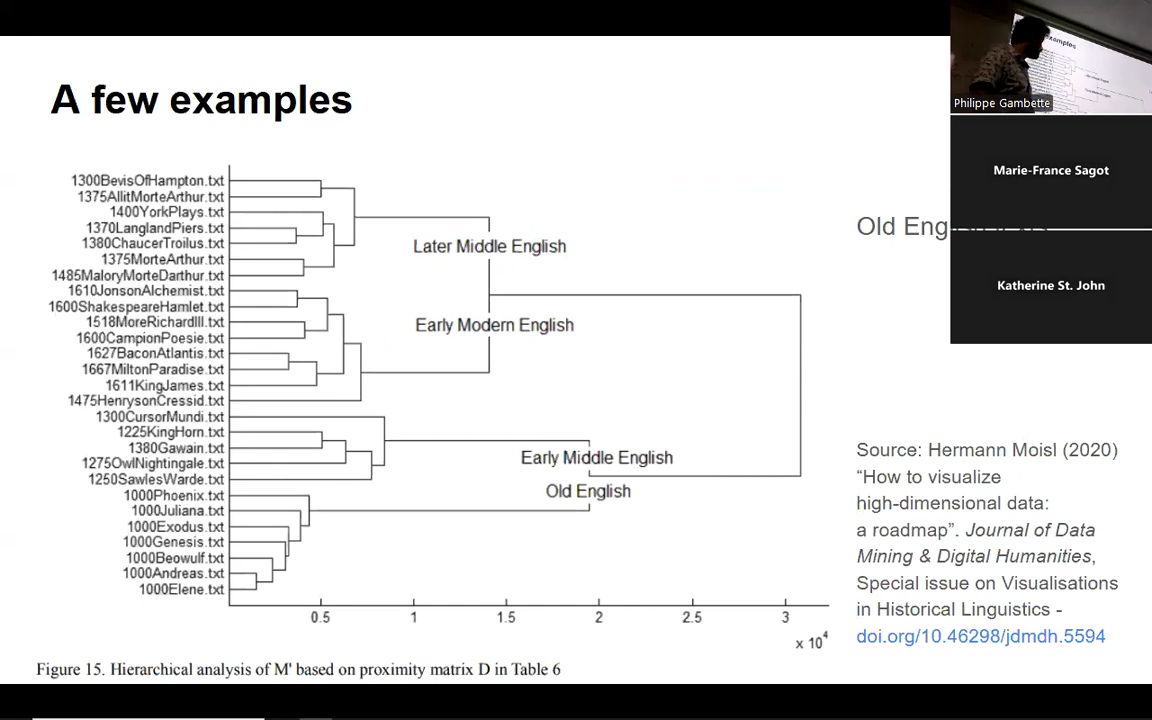 A few examples
Philippe Gambette
Marie-France Sagot
Katherine St. John
1300BevisOfHampton.txt
1375AllitMorteArthur.txt
1400YorkPlays.txt
1370LanglandPiers.txt
1380ChaucerTroilus.txt
1375MorteArthur.txt
1485MaloryMorteDarthur.txt
1610JonsonAlchemist.txt
1600ShakespeareHamlet.txt
1518MoreRichardIII.txt
1600CampionPoesie.txt
1627BaconAtlantis.txt
1667MiltonParadise.txt
1611KingJames.txt
1475HenrysonCressid.txt
1300CursorMundi.txt
1225KingHorn.txt
1380Gawain.txt
1275OwlNightingale.txt
1250SawlesWarde.txt
1000Phoenix.txt
1000Juliana.txt
1000Exodus.txt
1000Genesis.txt
1000Beowulf.txt
1000Andreas.txt
1000Elene.txt
Later Middle English
Early Modern English
Early Middle English
Old English
0.5 1 1.5 2 2.5 3
x 10⁴
Figure 15. Hierarchical analysis of M' based on proximity matrix D in Table 6
Old
Source: Hermann Moisl (2020)
“How to visualize
high-dimensional data:
a roadmap”. Journal of Data
Mining & Digital Humanities,
Special issue on Visualisations
in Historical Linguistics -
doi.org/10.46298/jdmdh.5594